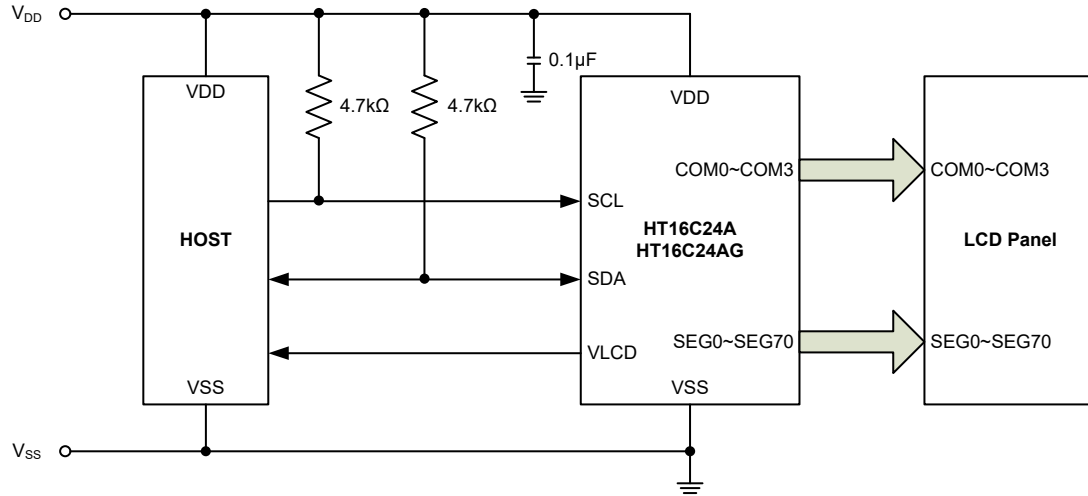 VDD
0.1μF
VDD
4.7kΩ
4.7kΩ
VDD
COM0~COM3
COM0~COM3
SCL
HOST
HT16C24A
HT16C24AG
LCD Panel
SDA
SEG0~SEG70
SEG0~SEG70
VLCD
VSS
VSS
VSS